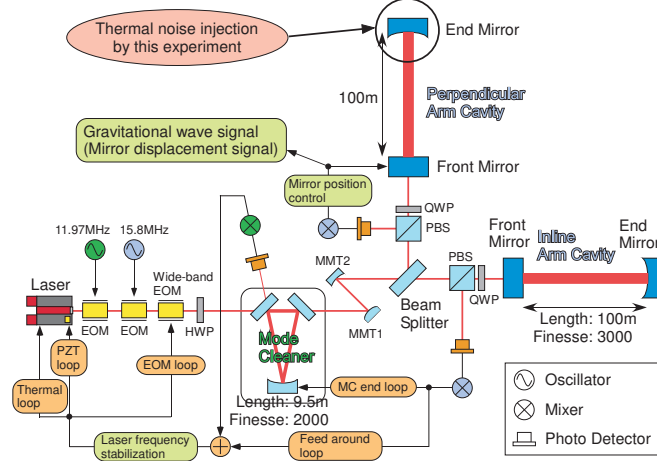 Thermal noise injection
by this experiment
End Mirror
100m
Perpendicular
Arm Cavity
Gravitational wave signal
(Mirror displacement signal)
Front Mirror
Mirror position
control
QWP
PBS
11.97MHz
15.8MHz
Wide-band
EOM
Laser
EOM
EOM
HWP
MMT2
MMT1
Beam
Splitter
PBS
QWP
Front
Mirror
Inline
Arm Cavity
End
Mirror
Length: 100m
Finesse: 3000
Mode
Cleaner
Length: 9.5m
Finesse: 2000
PZT
loop
Thermal
loop
EOM loop
MC end loop
Laser frequency
stabilization
Feed around
loop
Oscillator
Mixer
Photo Detector